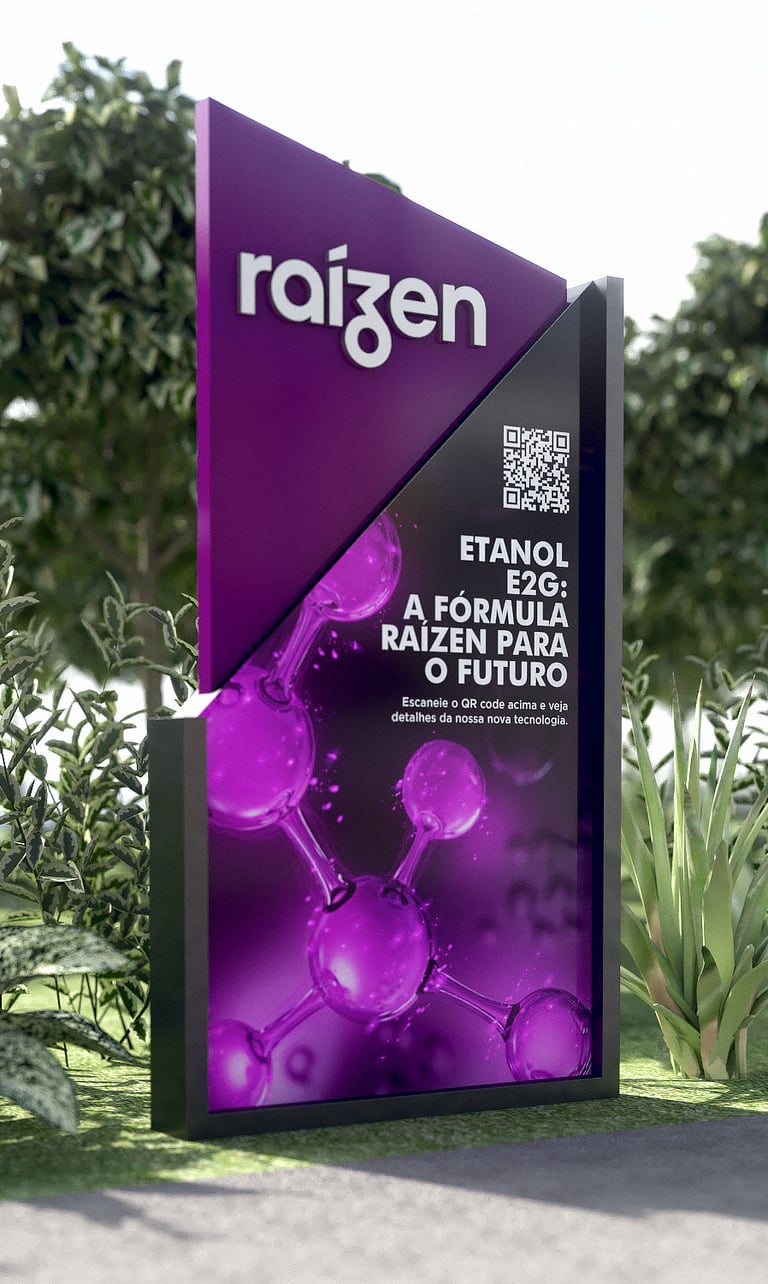 raízen
ETANOL
E2G:
A FÓRMULA
RAÍZEN PARA
O FUTURO
Escaneie o QR code acima e veja
detalhes da nossa nova tecnologia.